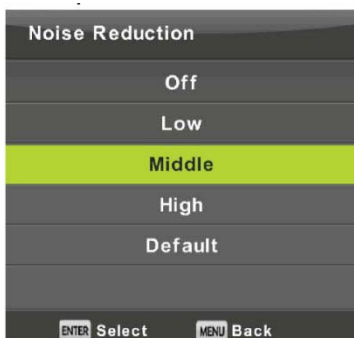 Noise Reduction
Off
Low
Middle
High
Default
ENTER Select MENU Back